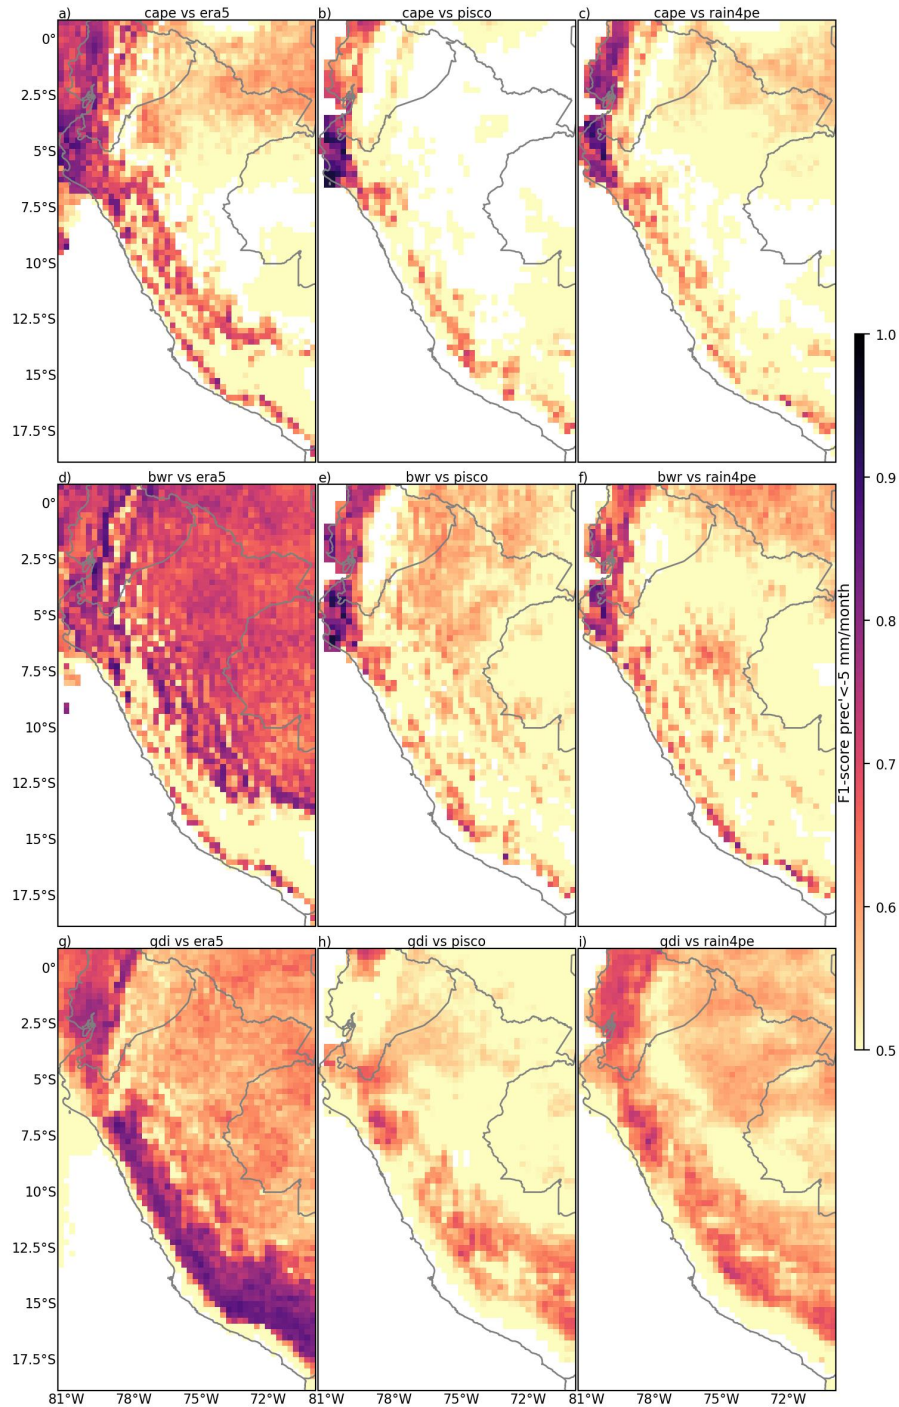 a) cape vs era5
b) cape vs pisco
c) cape vs rain4pe
0°
2.5°S
5°S
7.5°S
10°S
12.5°S
15°S
17.5°S
d) bwr vs era5
e) bwr vs pisco
f) bwr vs rain4pe
0°
2.5°S
5°S
7.5°S
10°S
12.5°S
15°S
17.5°S
g) gdi vs era5
h) gdi vs pisco
i) gdi vs rain4pe
0°
2.5°S
5°S
7.5°S
10°S
12.5°S
15°S
17.5°S
81°W 78°W 75°W 72°W 81°W 78°W 75°W 72°W 81°W 78°W 75°W 72°W
1.0
0.9
0.8
0.7
0.6
0.5
F1-score prec'<-5 mm/month